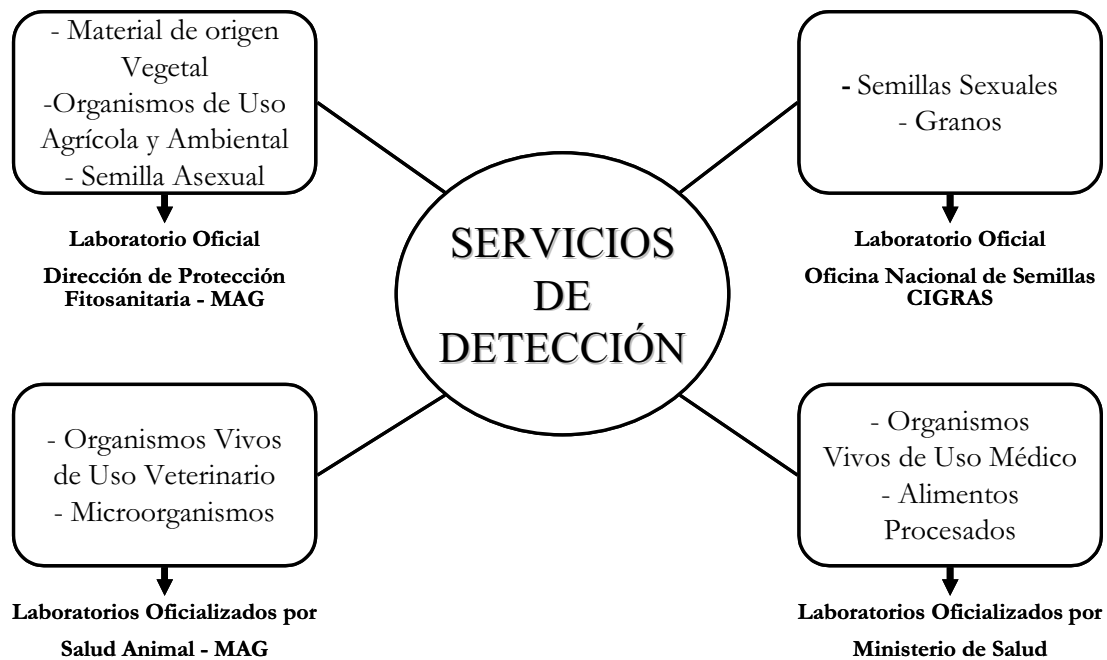 - Material de origen
Vegetal
-Organismos de Uso
Agrícola y Ambiental
- Semilla Asexual
Laboratorio Oficial
Dirección de Protección
Fitosanitaria - MAG
- Semillas Sexuales
- Granos
Laboratorio Oficial
Oficina Nacional de Semillas
CIGRAS
SERVICIOS
DE
DETECCIÓN
- Organismos Vivos
de Uso Veterinario
- Microorganismos
Laboratorios Oficializados por
Salud Animal - MAG
- Organismos
Vivos de Uso Médico
- Alimentos
Procesados
Laboratorios Oficializados por
Ministerio de Salud